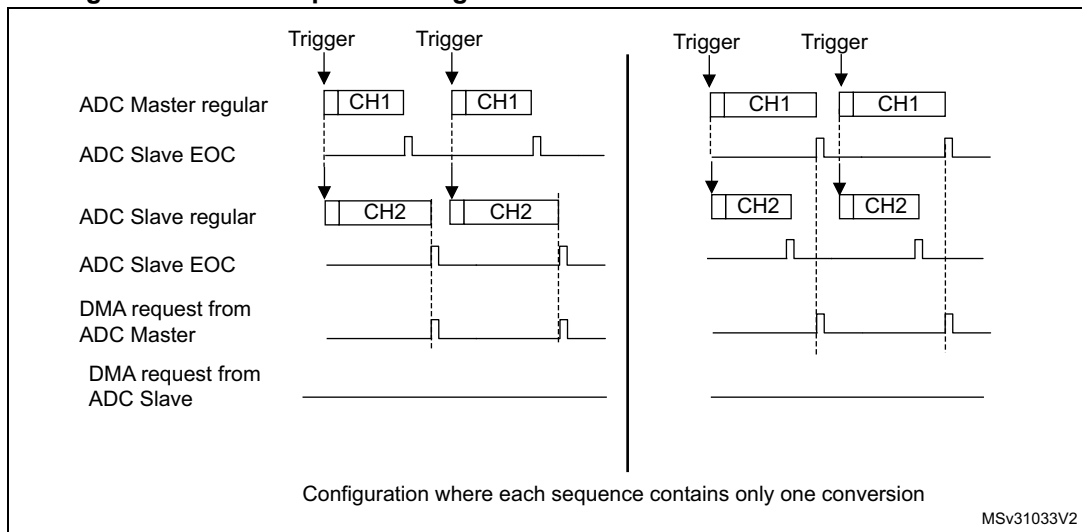 Trigger Trigger Trigger Trigger
ADC Master regular CH1 CH1 CH1 CH1
ADC Slave EOC
ADC Slave regular CH2 CH2 CH2 CH2
ADC Slave EOC
DMA request from
ADC Master
DMA request from
ADC Slave
Configuration where each sequence contains only one conversion
MSv31033V2